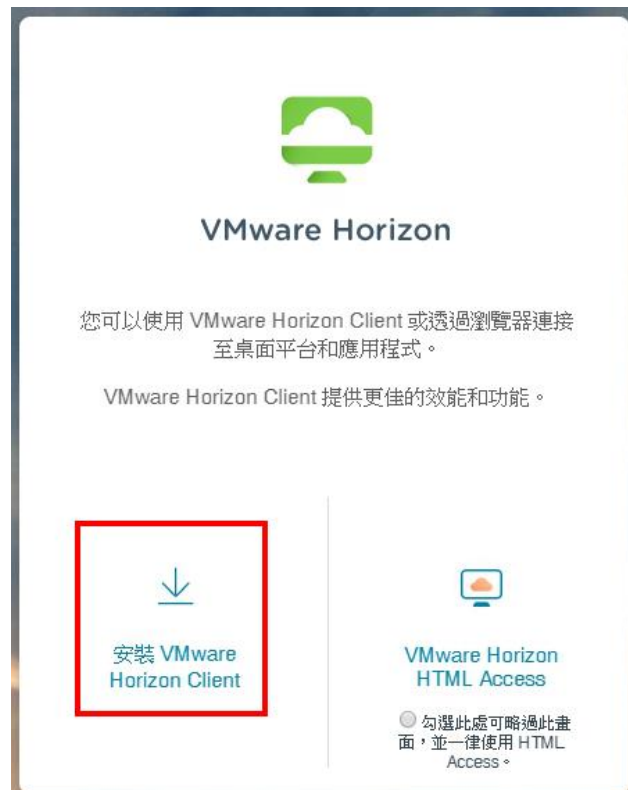 VMware Horizon
您可以使用 VMware Horizon Client 或透過瀏覽器連接
至桌面平台和應用程式。
VMware Horizon Client 提供更佳的效能和功能。
安裝 VMware
Horizon Client
VMware Horizon
HTML Access
勾選此處可略過此畫
面，並一律使用 HTML
Access。